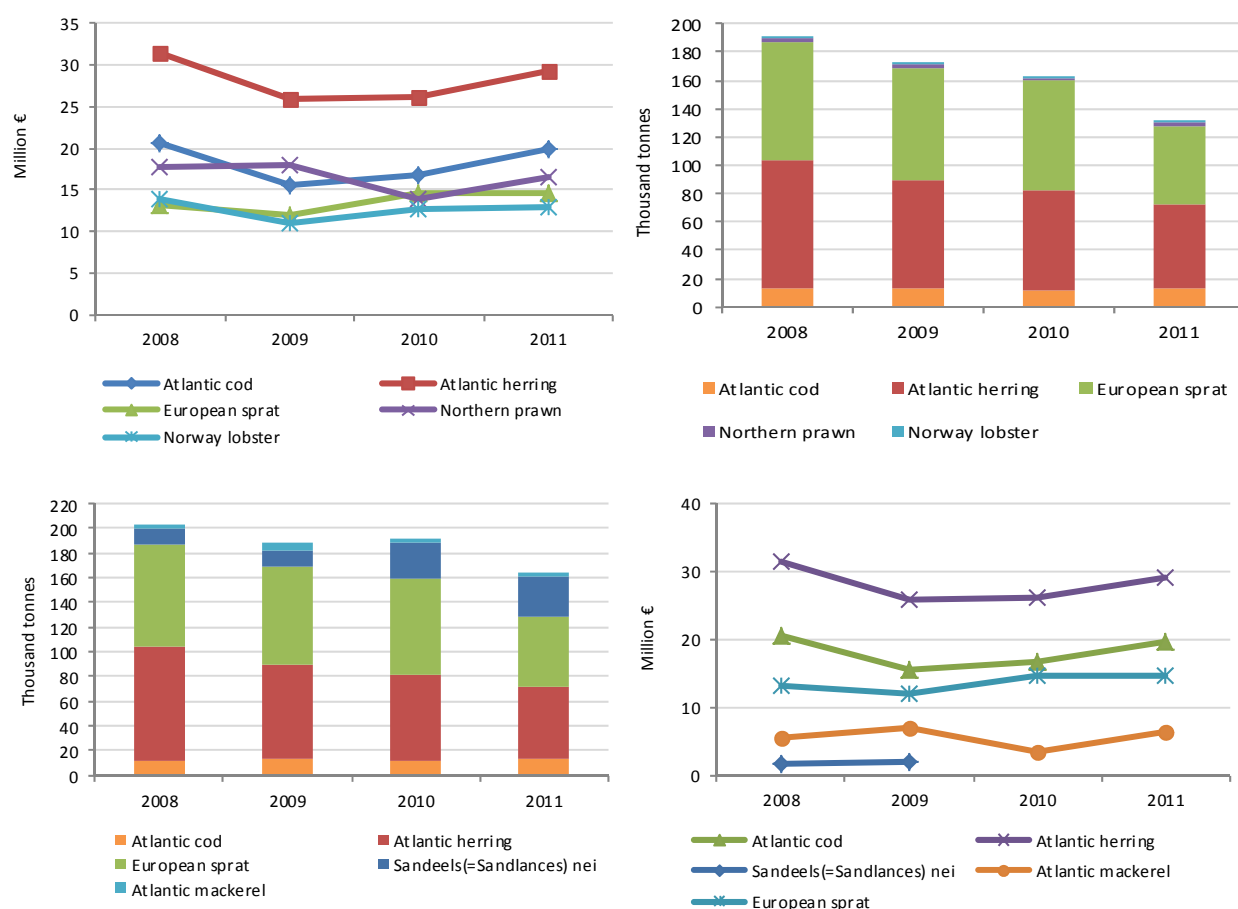 Million €
35
30
25
20
15
10
5
0
2008 2009 2010 2011
Atlantic cod Atlantic herring
European sprat Northern prawn
Norway lobster
Thousand tonnes
200
180
160
140
120
100
80
60
40
20
0
2008 2009 2010 2011
Atlantic cod Atlantic herring European sprat
Northern prawn Norway lobster
Thousand tonnes
220
200
180
160
140
120
100
80
60
40
20
0
2008 2009 2010 2011
Atlantic cod Atlantic herring
European sprat Sandeels(=Sandlances) nei
Atlantic mackerel
Million €
40
30
20
10
0
2008 2009 2010 2011
Atlantic cod Atlantic herring
Sandeels(=Sandlances) nei Atlantic mackerel
European sprat